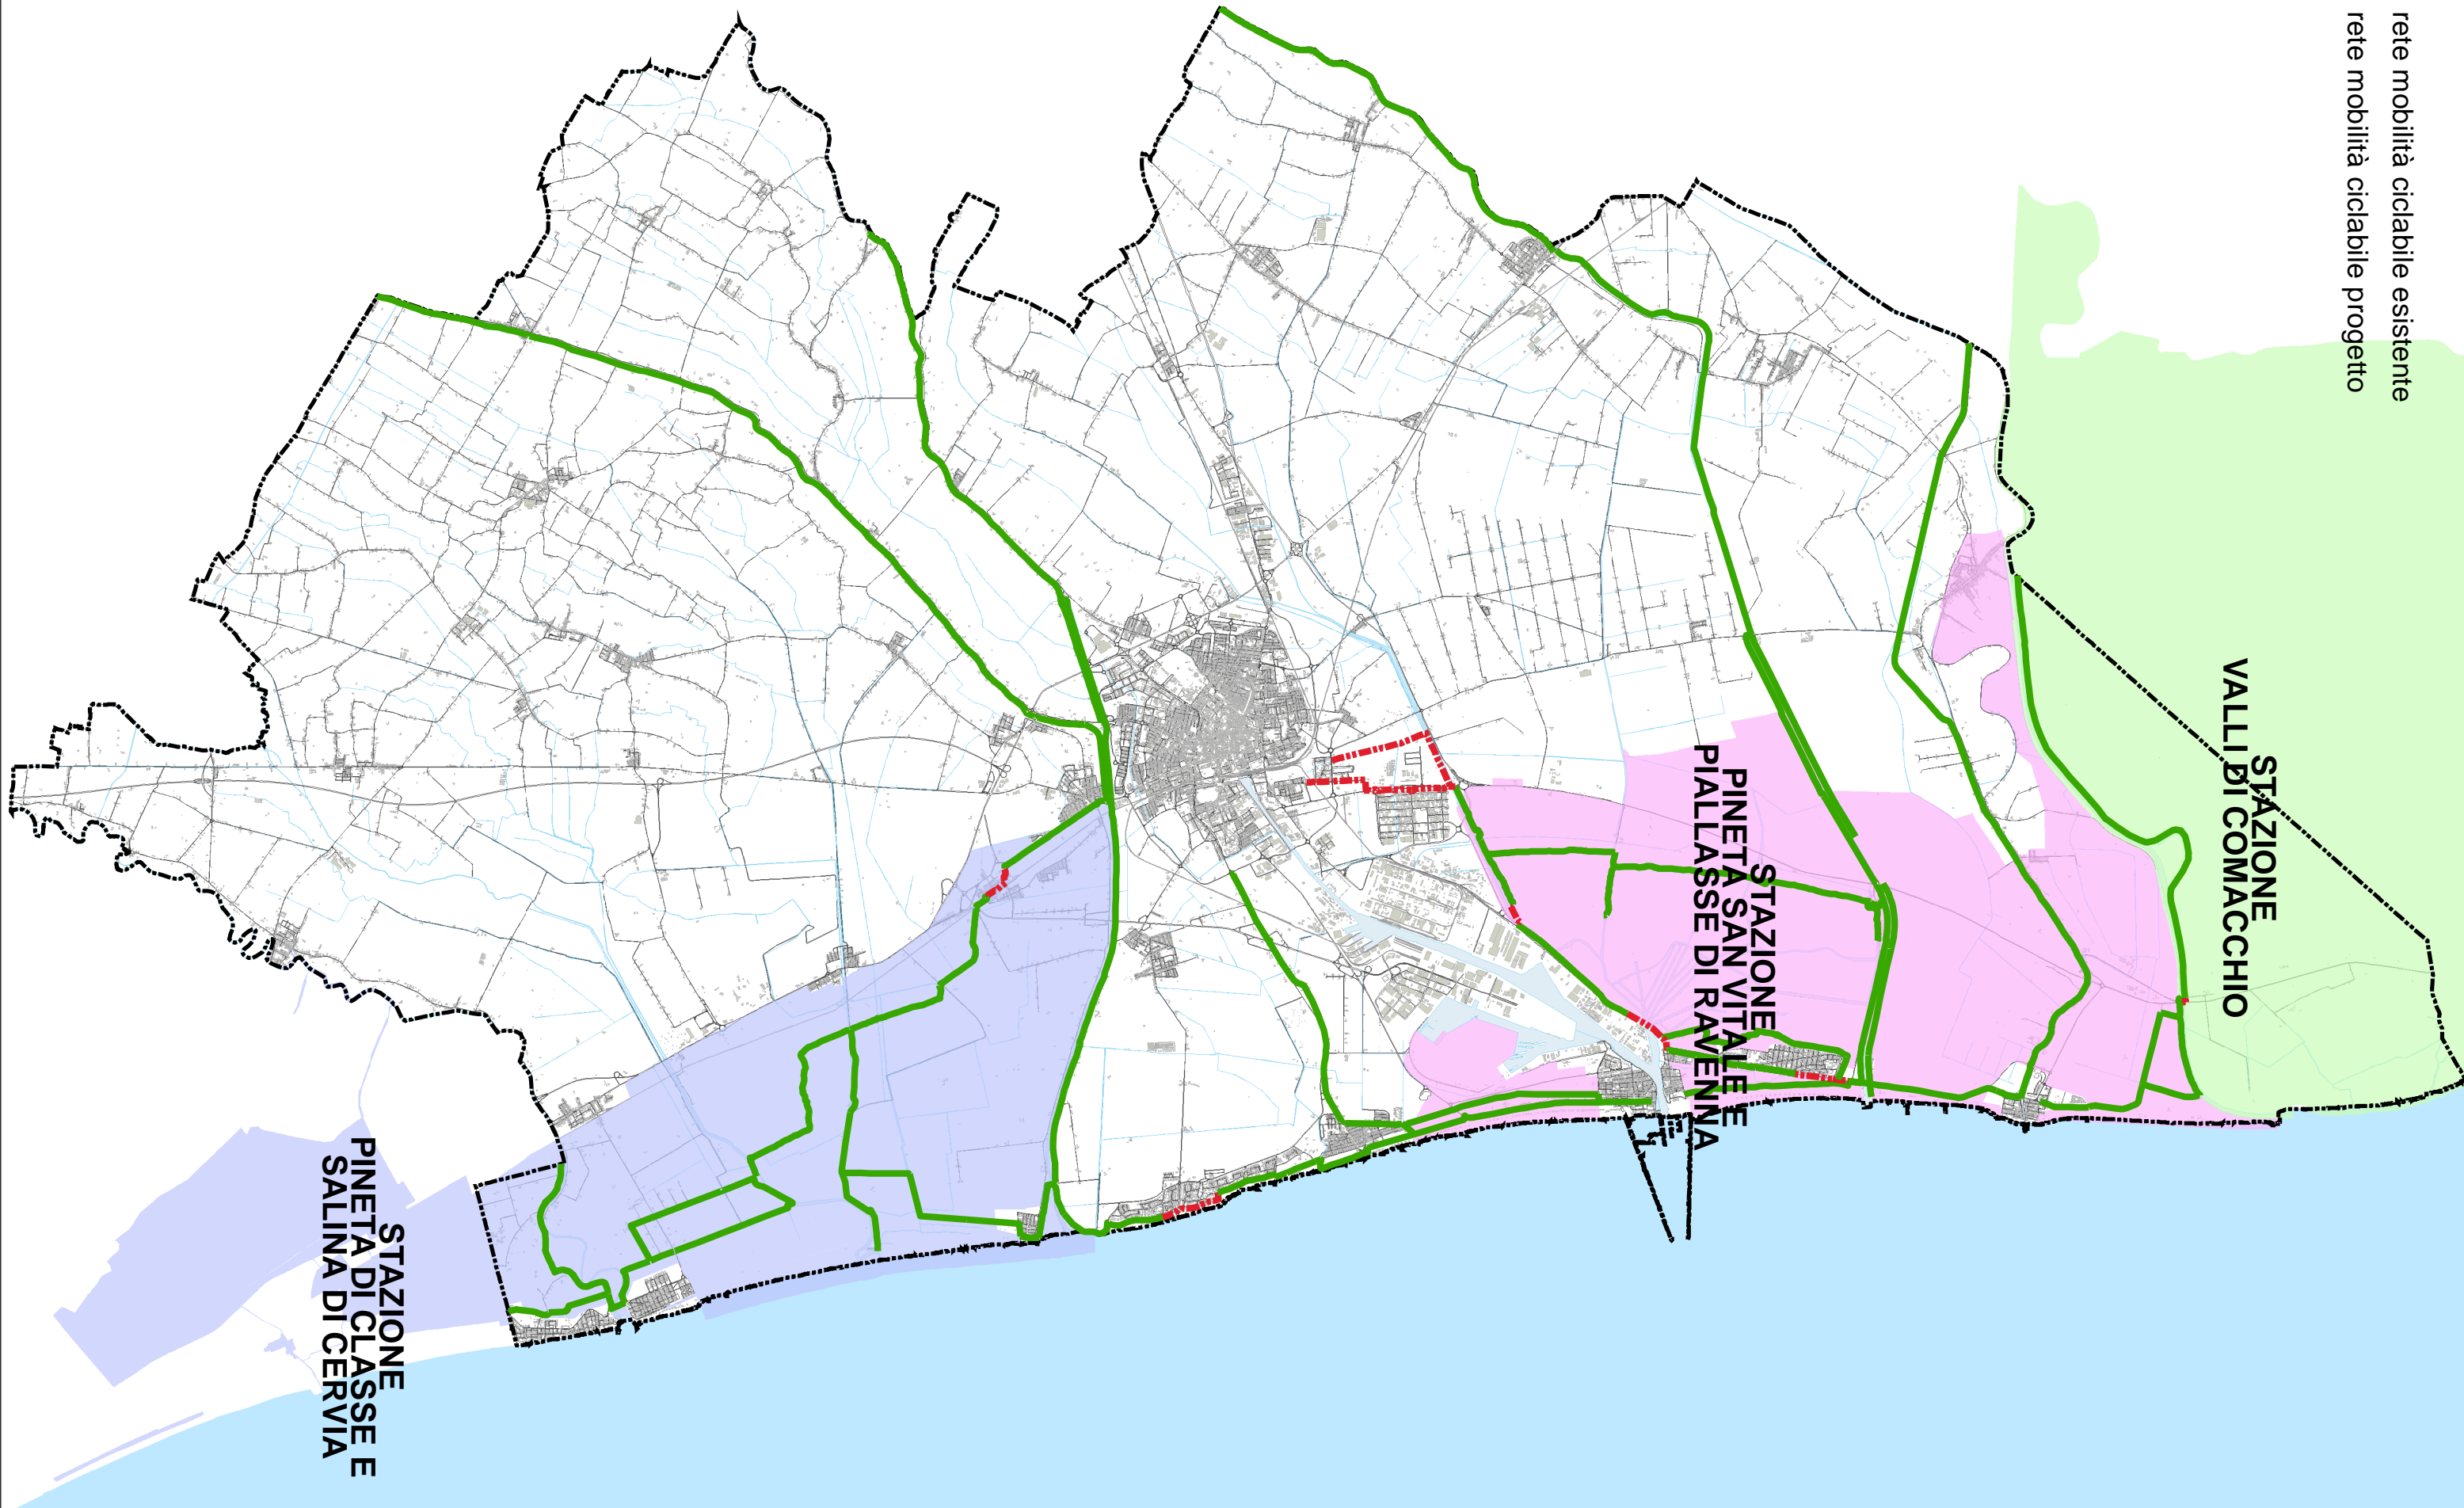 rete mobilità ciclabile esistente
rete mobilità ciclabile progetto
STAZIONE
VALLI DI COMACCHIO
STAZIONE
PINETA SAN VITALE E
PIALLASSE DI RAVENNA
STAZIONE
PINETA DI CLASSE E
SALINA DI CERVIA